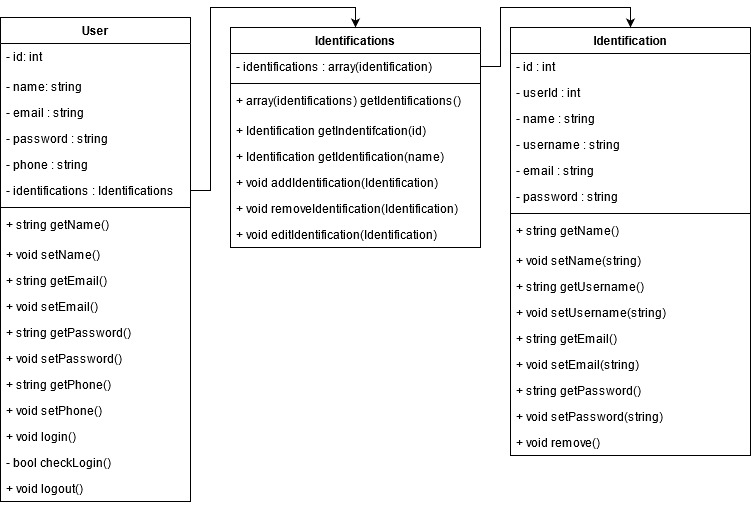 User
- id: int
- name: string
- email : string
- password : string
- phone : string
- identifications : Identifications
+ string getName()
+ void setName()
+ string getEmail()
+ void setEmail()
+ string getPassword()
+ void setPassword()
+ string getPhone()
+ void setPhone()
+ void login()
- bool checkLogin()
+ void logout()
Identifications
- identifications : array(identification)
+ array(identifications) getIdentifications()
+ Identification getIndentifcation(id)
+ Identification getIdentification(name)
+ void addIdentification(Identification)
+ void removeIdentification(Identification)
+ void editIdentification(Identification)
Identification
- id : int
- userId : int
- name : string
- username : string
- email : string
- password : string
+ string getName()
+ void setName(string)
+ string getUsername()
+ void setUsername(string)
+ string getEmail()
+ void setEmail(string)
+ string getPassword()
+ void setPassword(string)
+ void remove()